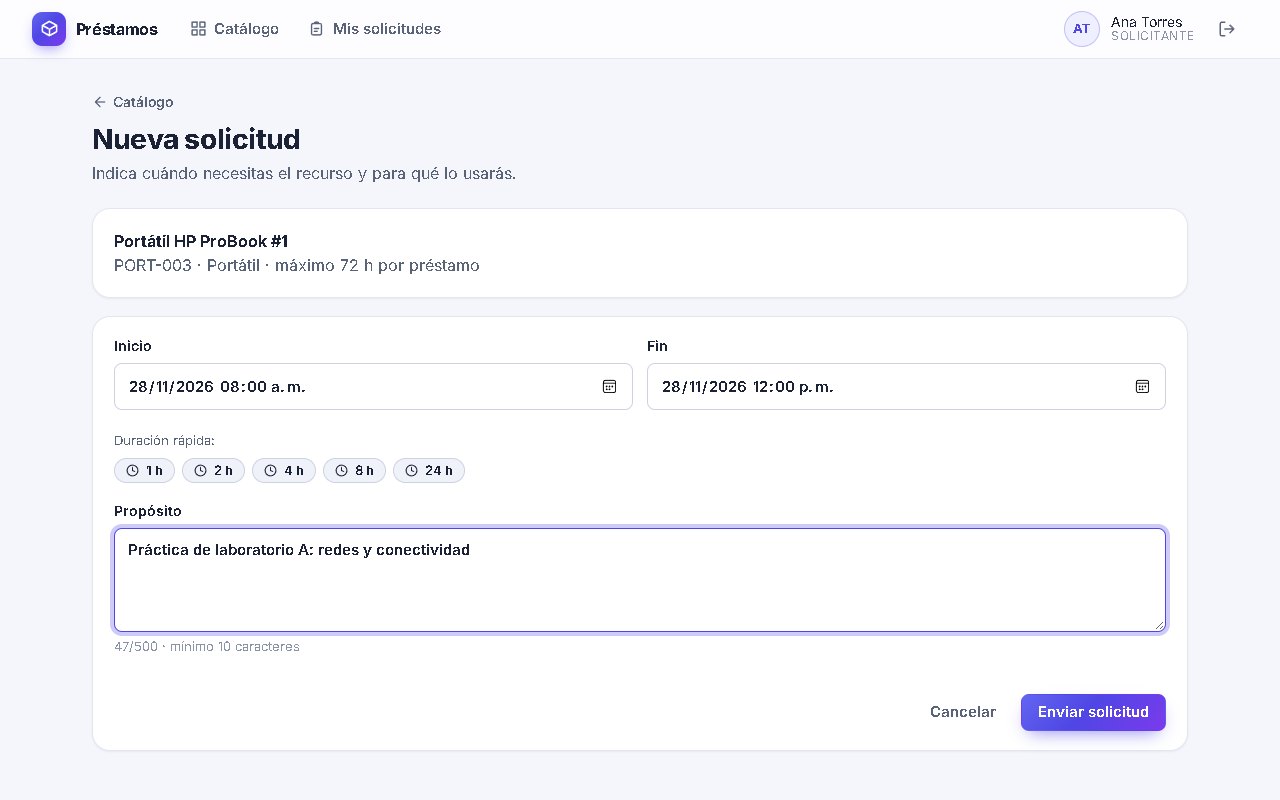 Préstamos
Catálogo
Mis solicitudes
AT
Ana Torres
SOLICITANTE
Catálogo
Nueva solicitud
Indica cuándo necesitas el recurso y para qué lo usarás.
Portátil HP ProBook #1
PORT-003 · Portátil · máximo 72 h por préstamo
Inicio
Fin
28/11/2026 08:00 a.m.
28/11/2026 12:00 p.m.
Duración rápida:
1 h
2 h
4 h
8 h
24 h
Propósito
Práctica de laboratorio A: redes y conectividad
47/500 · mínimo 10 caracteres
Cancelar
Enviar solicitud